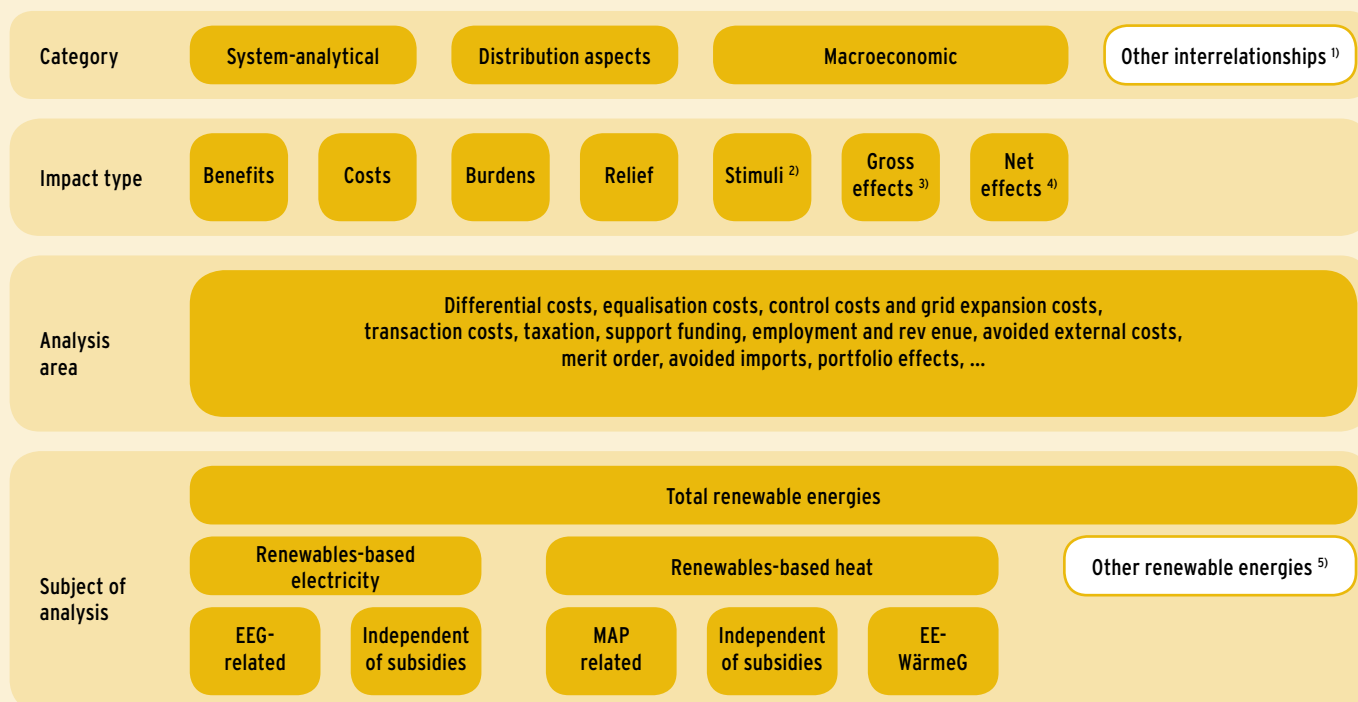 Category
System-analytical
Distribution aspects
Macroeconomic
Other interrelationships 1)
Impact type
Benefits
Costs
Burdens
Relief
Stimuli 2)
Gross
effects 3)
Net
effects 4)
Analysis
area
Differential costs, equalisation costs, control costs and grid expansion costs,
transaction costs, taxation, support funding, employment and rev enue, avoided external costs,
merit order, avoided imports, portfolio effects, ...
Subject of
analysis
Total renewable energies
Renewables-based
electricity
Renewables-based heat
Other renewable energies 5)
EEG-
related
Independent
of subsidies
MAP
related
Independent
of subsidies
EE-
WärmeG